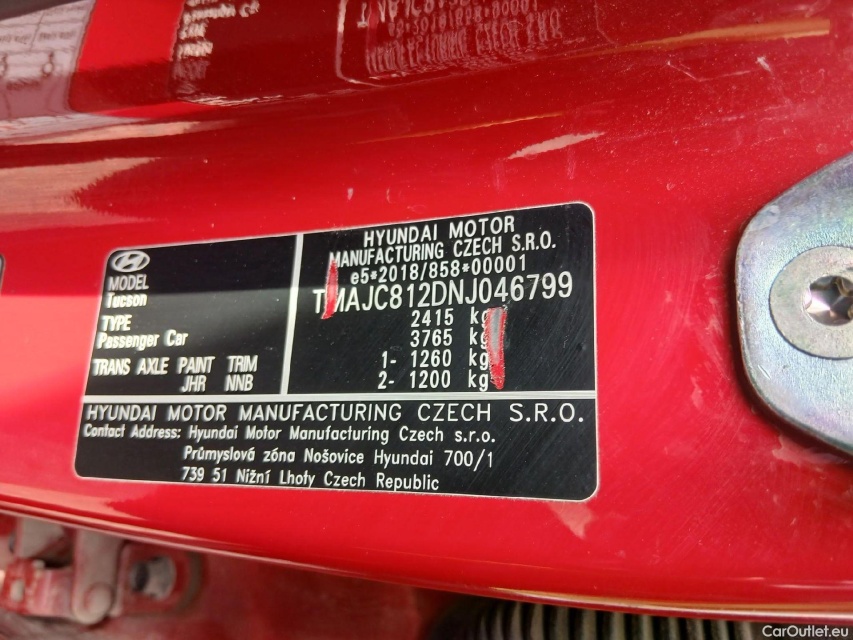 HYUNDAI MOTOR
MANUFACTURING CZECH S.R.O.
e5*2018/858*00001
TMAJC812DNJ046799
2415 kg
3765 kg
1- 1260 kg
2- 1200 kg
MODEL
Tucson
TYPE
Passenger Car
TRANS AXLE PAINT TRIM
JHR NNB
HYUNDAI MOTOR MANUFACTURING CZECH S.R.O.
Contact Address: Hyundai Motor Manufacturing Czech s.r.o.
Průmyslová zóna Nošovice Hyundai 700/1
739 51 Nižní Lhoty Czech Republic
CarOutlet.eu